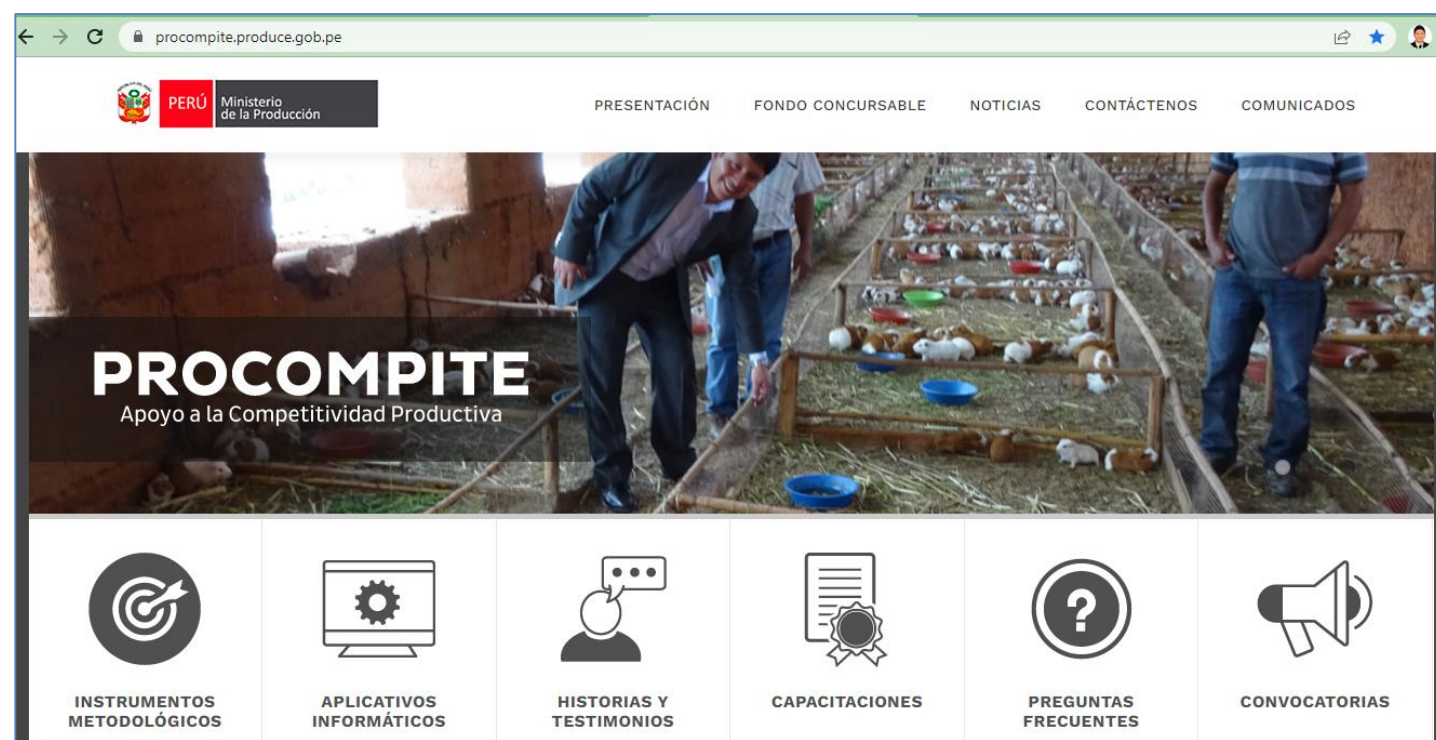 procompite.produce.gob.pe
PERÚ
Ministerio
de la Producción
PRESENTACIÓN
FONDO CONCURSABLE
NOTICIAS
CONTÁCTENOS
COMUNICADOS
PROCOMPITE
Apoyo a la Competitividad Productiva
INSTRUMENTOS
METODOLÓGICOS
APLICATIVOS
INFORMÁTICOS
HISTORIAS Y
TESTIMONIOS
CAPACITACIONES
PREGUNTAS
FRECUENTES
CONVOCATORIAS